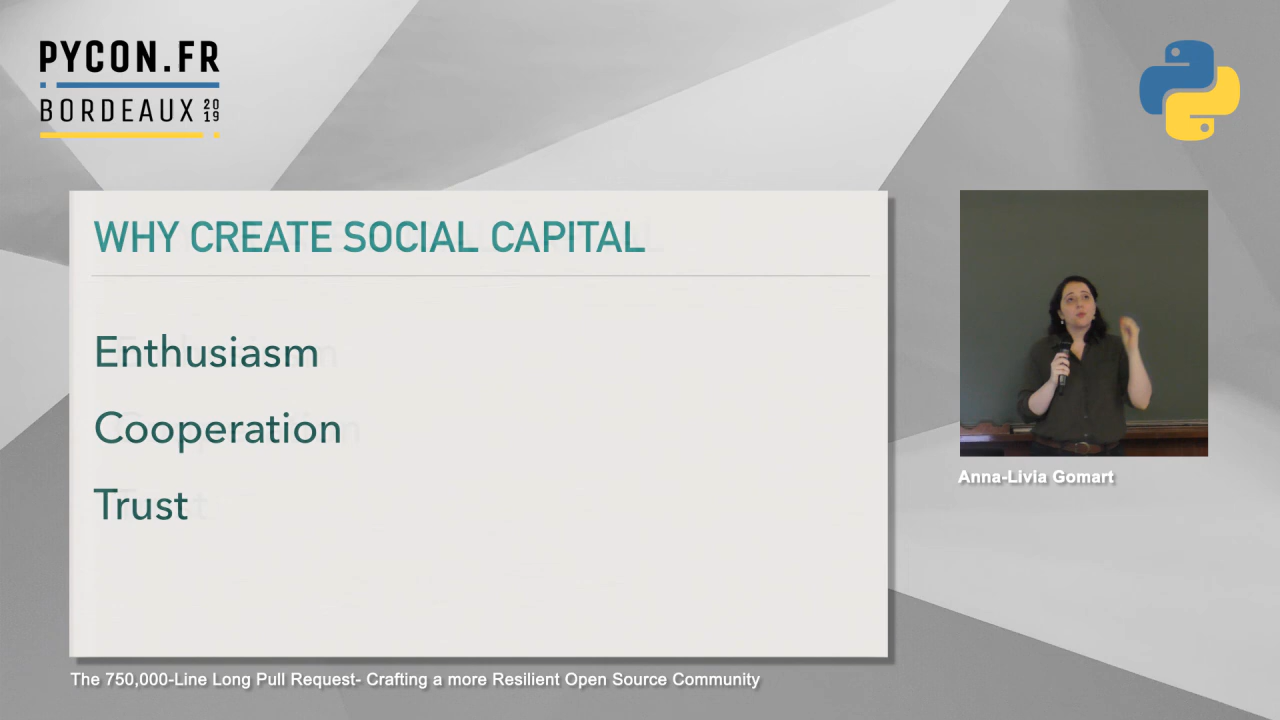 PYCON.FR
BORDEAUX 2019
WHY CREATE SOCIAL CAPITAL
Enthusiasm
Cooperation
Trust
Anna-Livia Gomart
The 750,000-Line Long Pull Request- Crafting a more Resilient Open Source Community